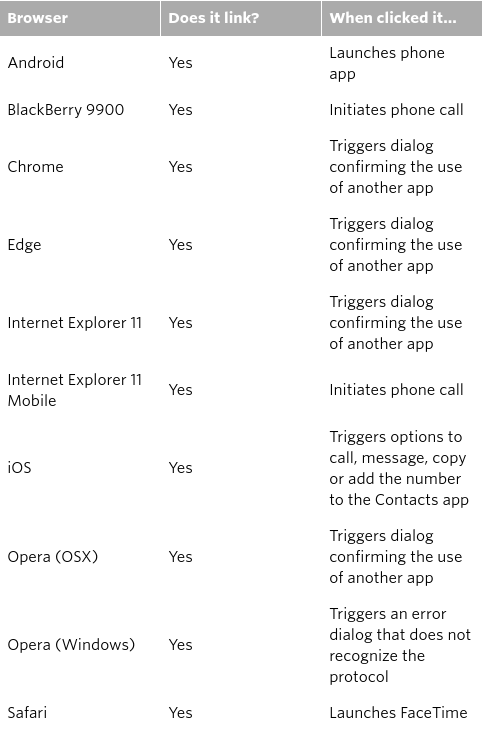 Browser Does it link? When clicked it...
Android Yes Launches phone
app
BlackBerry 9900 Yes Initiates phone call
Chrome Yes Triggers dialog
confirming the use
of another app
Edge Yes Triggers dialog
confirming the use
of another app
Internet Explorer 11 Yes Triggers dialog
confirming the use
of another app
Internet Explorer 11
Mobile Yes Initiates phone call
iOS Yes Triggers options to
call, message, copy
or add the number
to the Contacts app
Opera (OSX) Yes Triggers dialog
confirming the use
of another app
Opera (Windows) Yes Triggers an error
dialog that does not
recognize the
protocol
Safari Yes Launches FaceTime